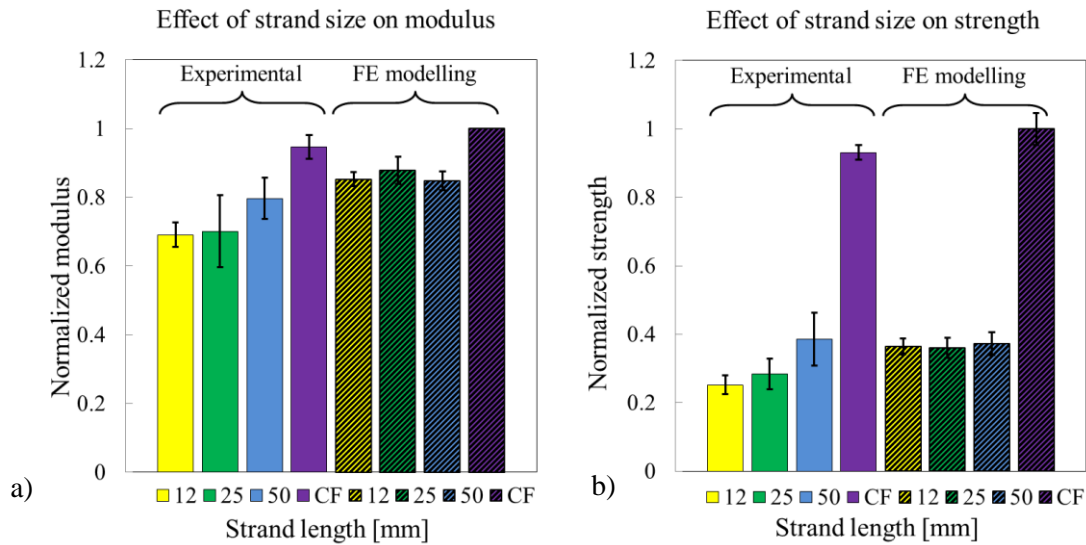 Effect of strand size on modulus
1.2
1
0.8
0.6
0.4
0.2
0
Normalized modulus
Experimental
FE modelling
12 25 50 CF 12 25 50 CF
Strand length [mm]
a)
Effect of strand size on strength
1.2
1
0.8
0.6
0.4
0.2
0
Normalized strength
Experimental
FE modelling
12 25 50 CF 12 25 50 CF
Strand length [mm]
b)